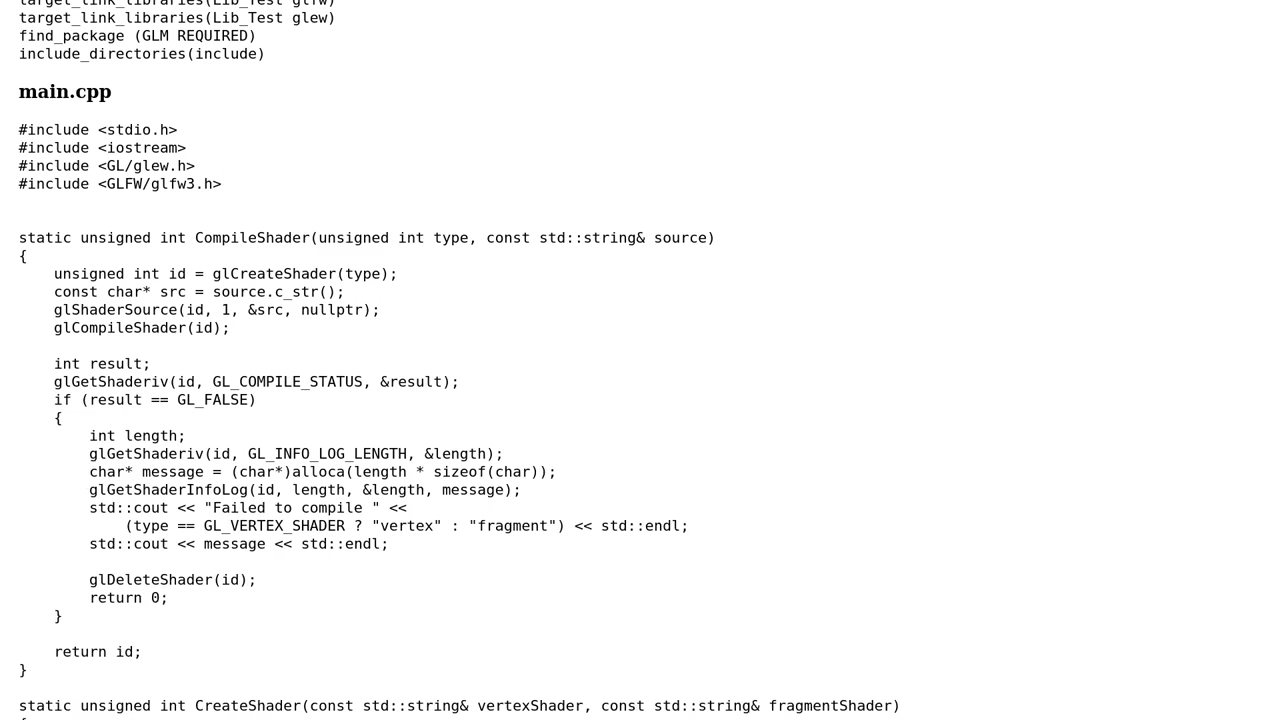 target_link_libraries(Lib_Test glfw)
target_link_libraries(Lib_Test glew)
find_package (GLM REQUIRED)
include_directories(include)
main.cpp
#include <stdio.h>
#include <iostream>
#include <GL/glew.h>
#include <GLFW/glfw3.h>
static unsigned int CompileShader(unsigned int type, const std::string& source)
{
    unsigned int id = glCreateShader(type);
    const char* src = source.c_str();
    glShaderSource(id, 1, &src, nullptr);
    glCompileShader(id);
    int result;
    glGetShaderiv(id, GL_COMPILE_STATUS, &result);
    if (result == GL_FALSE)
    {
        int length;
        glGetShaderiv(id, GL_INFO_LOG_LENGTH, &length);
        char* message = (char*)alloca(length * sizeof(char));
        glGetShaderInfoLog(id, length, &length, message);
        std::cout << "Failed to compile " <<
            (type == GL_VERTEX_SHADER ? "vertex" : "fragment") << std::endl;
        std::cout << message << std::endl;
        glDeleteShader(id);
        return 0;
    }
    return id;
}
static unsigned int CreateShader(const std::string& vertexShader, const std::string& fragmentShader)
{